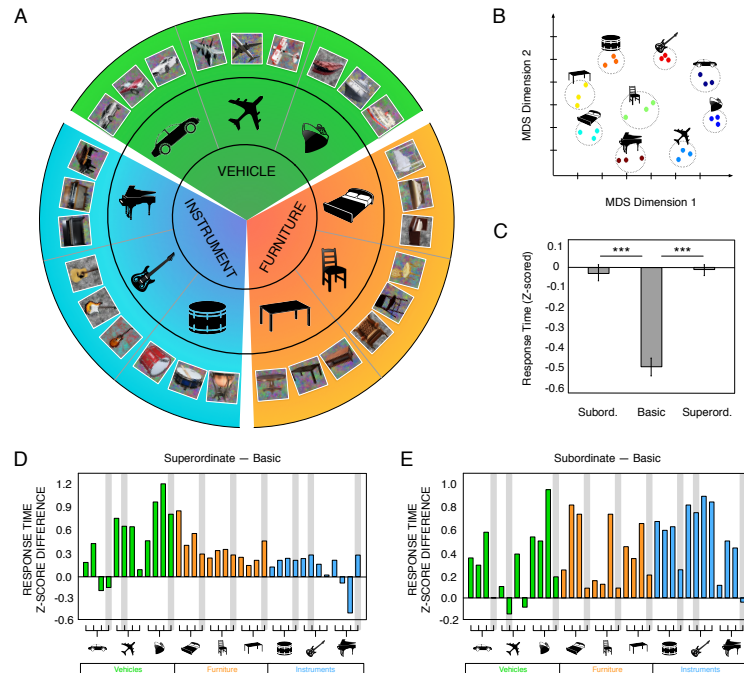 A
VEHICLE
INSTRUMENT
FURNITURE
B
MDS Dimension 2
MDS Dimension 1
C
0.1
0
-0.1
-0.2
-0.3
-0.4
-0.5
-0.6
Response Time (Z-scored)
***
***
Subord.
Basic
Superord.
D
Superordinate — Basic
RESPONSE TIME
Z-SCORE DIFFERENCE
1.2
0.9
0.6
0.3
0.0
-0.3
-0.6
Vehicles
Furniture
Instruments
E
Subordinate — Basic
RESPONSE TIME
Z-SCORE DIFFERENCE
1.0
0.8
0.6
0.4
0.2
0.0
-0.2
Vehicles
Furniture
Instruments